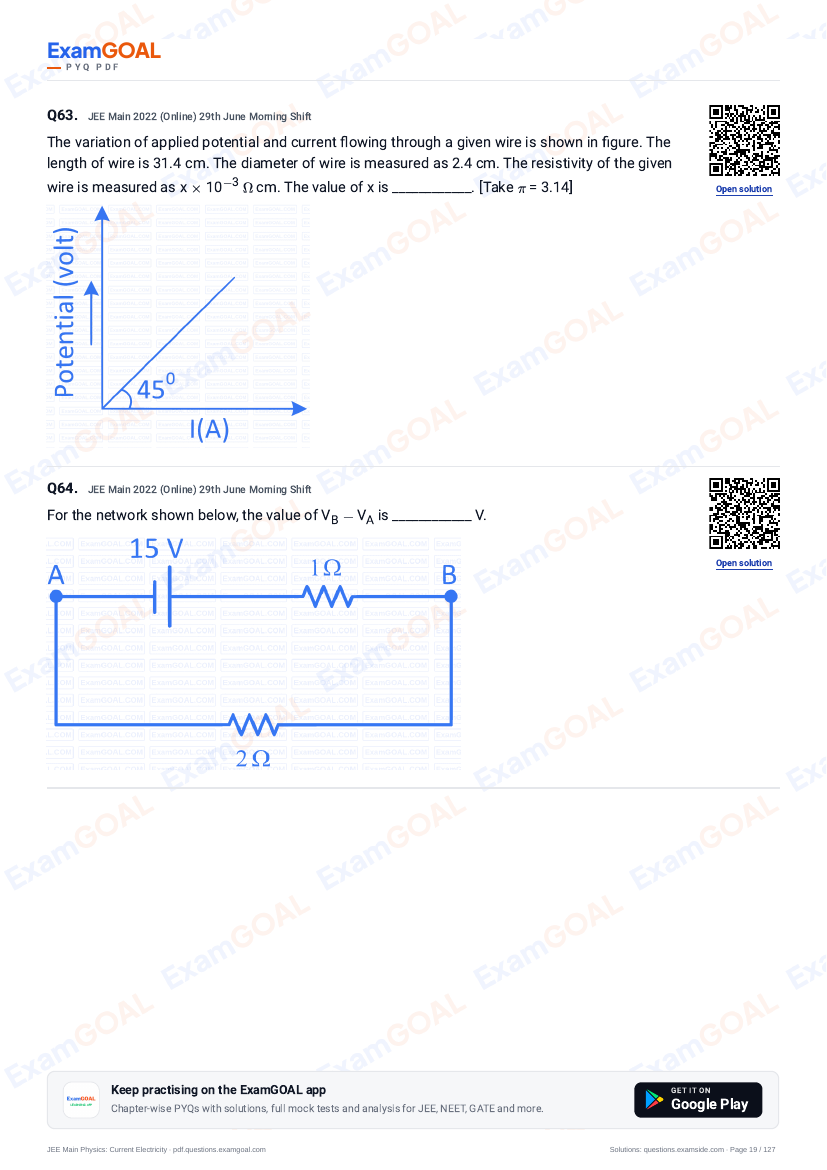 ExamGOAL
PYQ PDF
Q63. JEE Main 2022 (Online) 29th June Morning Shift
The variation of applied potential and current flowing through a given wire is shown in figure. The
length of wire is 31.4 cm. The diameter of wire is measured as 2.4 cm. The resistivity of the given
wire is measured as x × 10⁻³ Ω cm. The value of x is ___________. [Take π = 3.14]
Open solution
Potential (volt)
45⁰
I(A)
Q64. JEE Main 2022 (Online) 29th June Morning Shift
For the network shown below, the value of V_B − V_A is ___________ V.
Open solution
15 V
A
1Ω
B
2Ω
Keep practising on the ExamGOAL app
Chapter-wise PYQs with solutions, full mock tests and analysis for JEE, NEET, GATE and more.
GET IT ON
Google Play
JEE Main Physics: Current Electricity · pdf.questions.examgoal.com
Solutions: questions.examside.com · Page 19 / 127